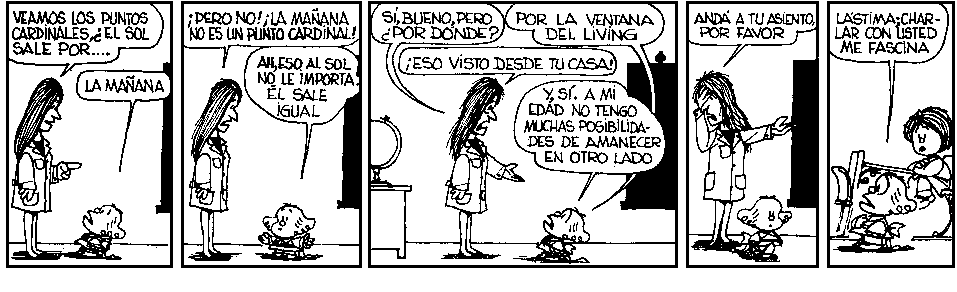 VEAMOS LOS PUNTOS
CARDINALES,¿ EL SOL
SALE POR....
LA MAÑANA
¡PERO NO!¡LA MAÑANA
NO ES UN PUNTO CARDINAL!
AH, ESO AL SOL
NO LE IMPORTA.
ÉL SALE
IGUAL
SÍ, BUENO, PERO
¿POR DÓNDE?
POR LA VENTANA
DEL LIVING
¡ESO VISTO DESDE TU CASA!
Y, SÍ. A MI
EDAD NO TENGO
MUCHAS POSIBILIDA-
DES DE AMANECER
EN OTRO LADO
ANDÁ A TU ASIENTO,
POR FAVOR
LÁSTIMA; CHAR-
LAR CON USTED
ME FASCINA